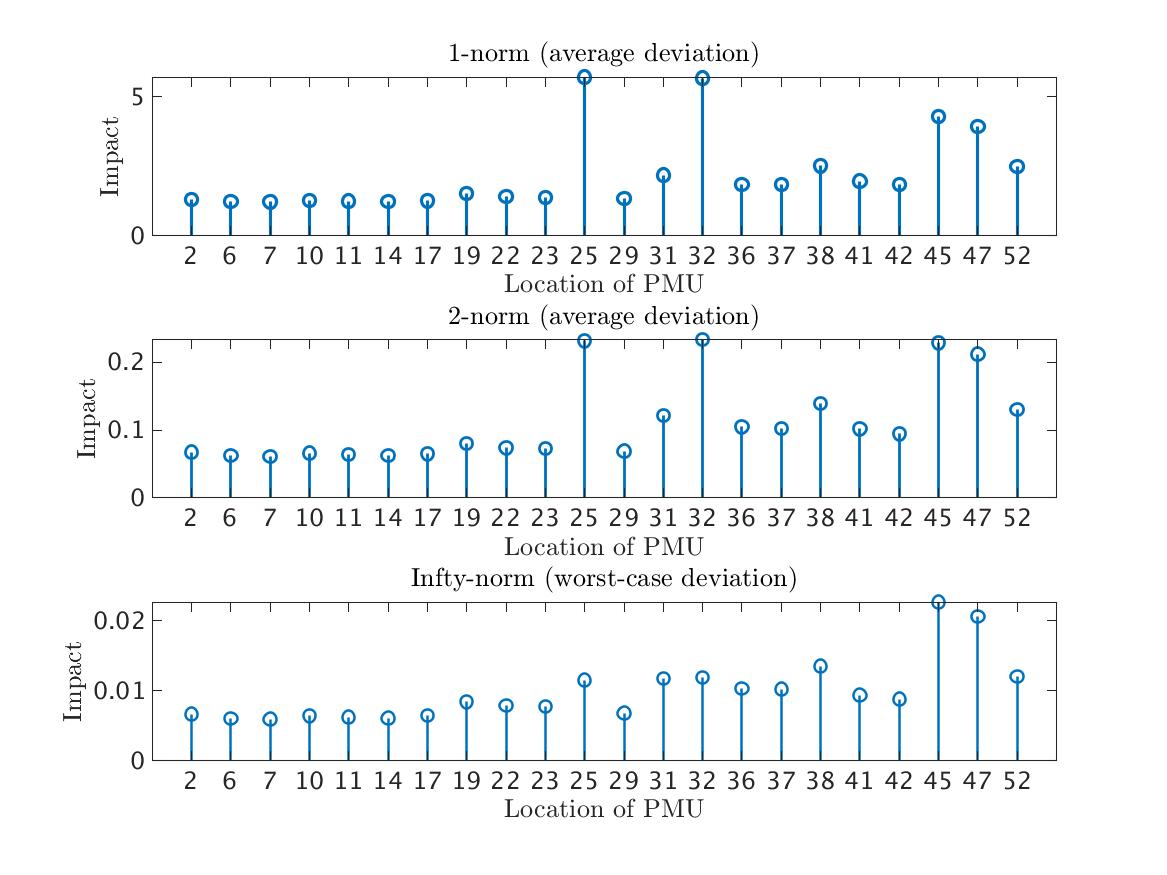 1-norm (average deviation)
5
0
Impact
2 6 7 10 11 14 17 19 22 23 25 29 31 32 36 37 38 41 42 45 47 52
Location of PMU
2-norm (average deviation)
0.2
0.1
0
Impact
2 6 7 10 11 14 17 19 22 23 25 29 31 32 36 37 38 41 42 45 47 52
Location of PMU
Infty-norm (worst-case deviation)
0.02
0.01
0
Impact
2 6 7 10 11 14 17 19 22 23 25 29 31 32 36 37 38 41 42 45 47 52
Location of PMU